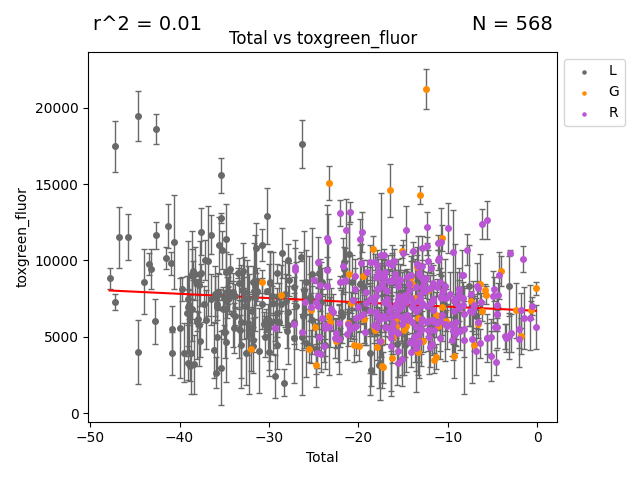 r^2 = 0.01
N = 568
Total vs toxgreen_fluor
L
G
R
20000
15000
10000
5000
0
toxgreen_fluor
−50
−40
−30
−20
−10
0
Total